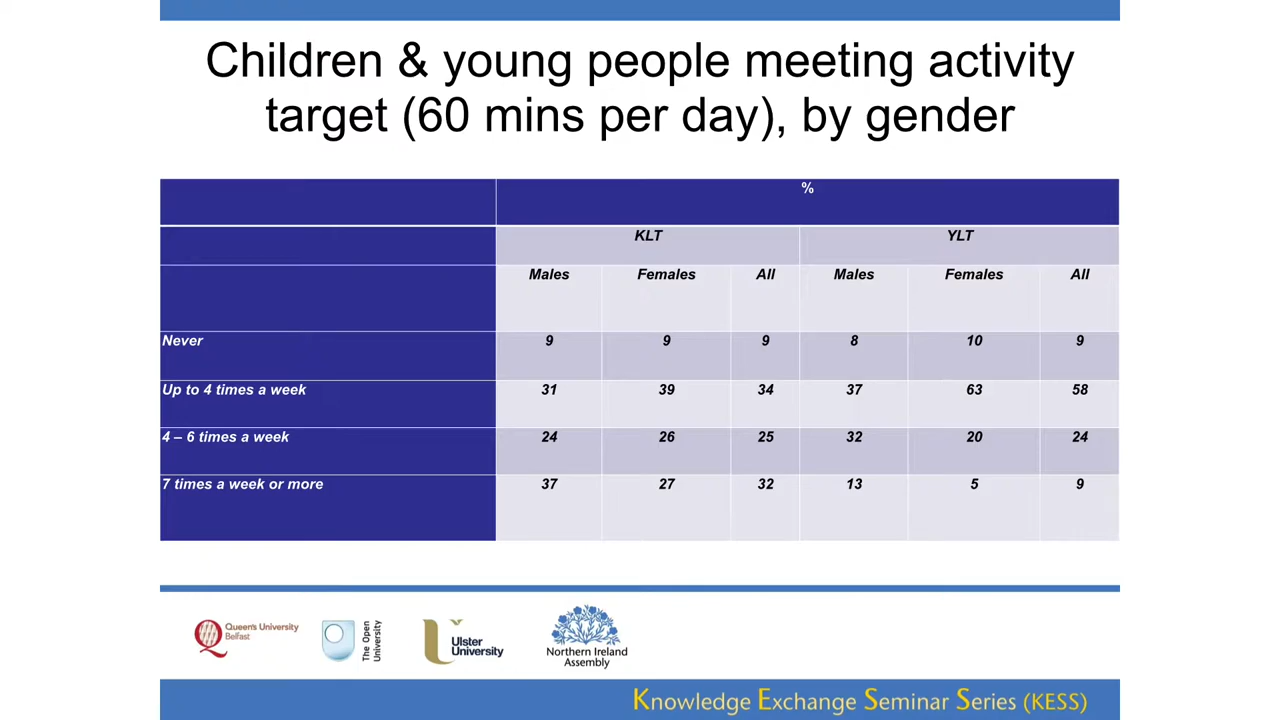 Children & young people meeting activity
target (60 mins per day), by gender
%
KLT YLT
Males Females All Males Females All
Never 9 9 9 8 10 9
Up to 4 times a week 31 39 34 37 63 58
4 – 6 times a week 24 26 25 32 20 24
7 times a week or more 37 27 32 13 5 9
Queen's University
Belfast
The Open
University
Ulster
University
Northern Ireland
Assembly
Knowledge Exchange Seminar Series (KESS)